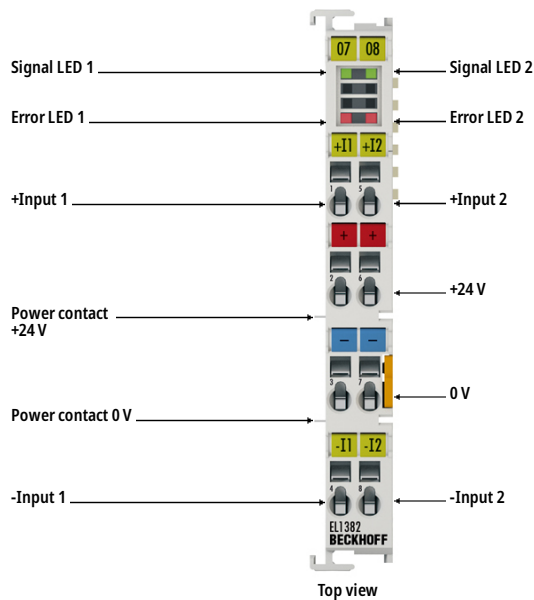 07 08
Signal LED 1
Signal LED 2
Error LED 1
Error LED 2
+I1 +I2
1 5
+Input 1
+Input 2
+ +
2 6
+24 V
Power contact
+24 V
– –
3 7
0 V
Power contact 0 V
-I1 -I2
4 8
-Input 1
-Input 2
EL1382
BECKHOFF
Top view